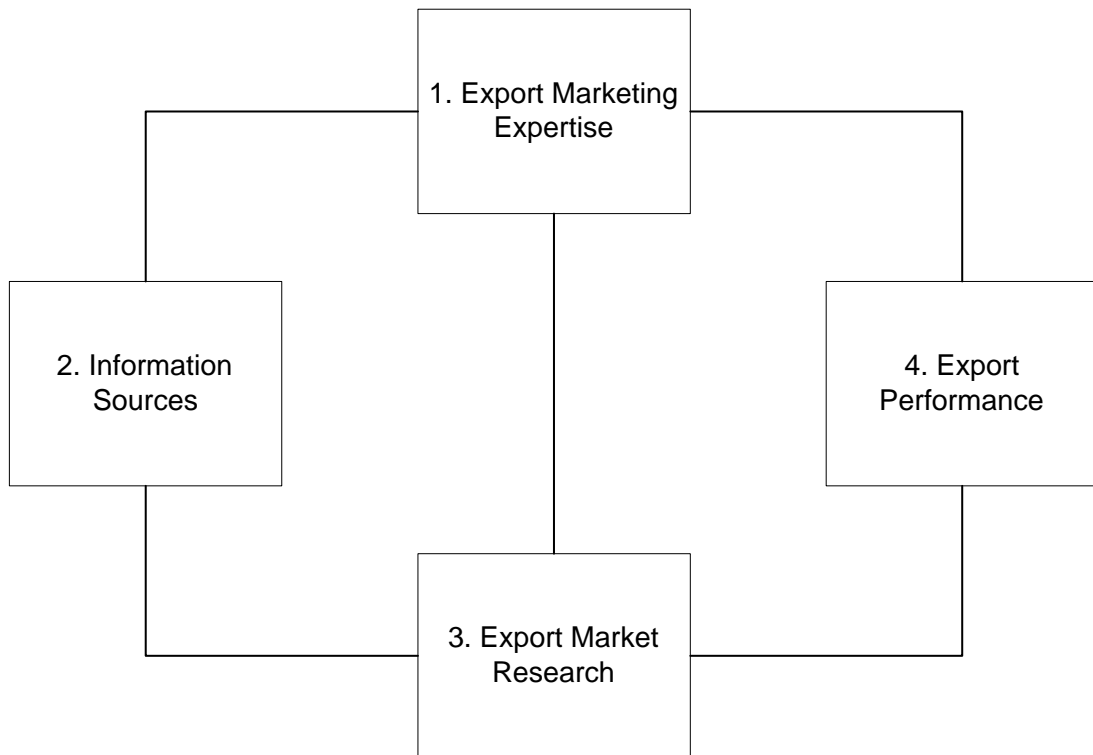 1. Export Marketing
Expertise
2. Information
Sources
4. Export
Performance
3. Export Market
Research